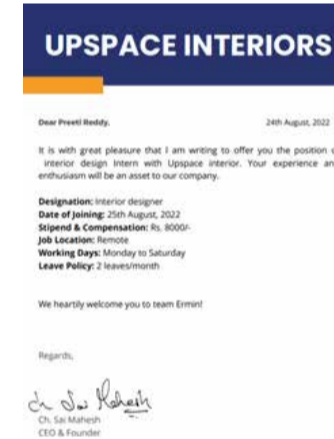 UPSPACE INTERIORS
Dear Preeti Reddy,
24th August, 2022
It is with great pleasure that I am writing to offer you the position
interior design Intern with Upspace interior. Your experience an
enthusiasm will be an asset to our company.
Designation: Interior designer
Date of Joining: 25th August, 2022
Stipend & Compensation: Rs. 8000/-
Job Location: Remote
Working Days: Monday to Saturday
Leave Policy: 2 leaves/month
We heartily welcome you to team Ermin!
Regards,
Ch Sai Mahesh
Ch. Sai Mahesh
CEO & Founder